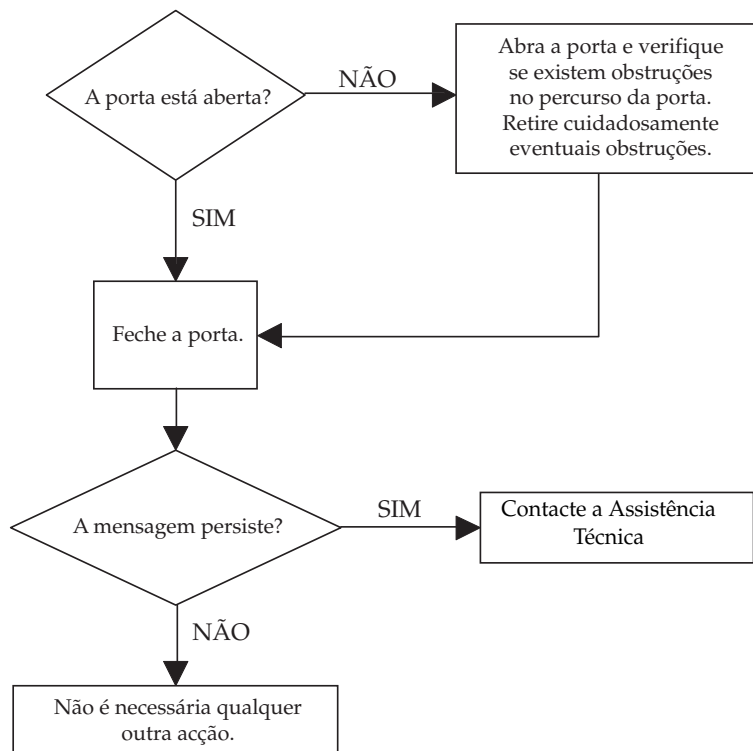 A porta está aberta?
NÃO
Abra a porta e verifique
se existem obstruções
no percurso da porta.
Retire cuidadosamente
eventuais obstruções.
SIM
Feche a porta.
A mensagem persiste?
SIM
Contacte a Assistência
Técnica
NÃO
Não é necessária qualquer
outra acção.